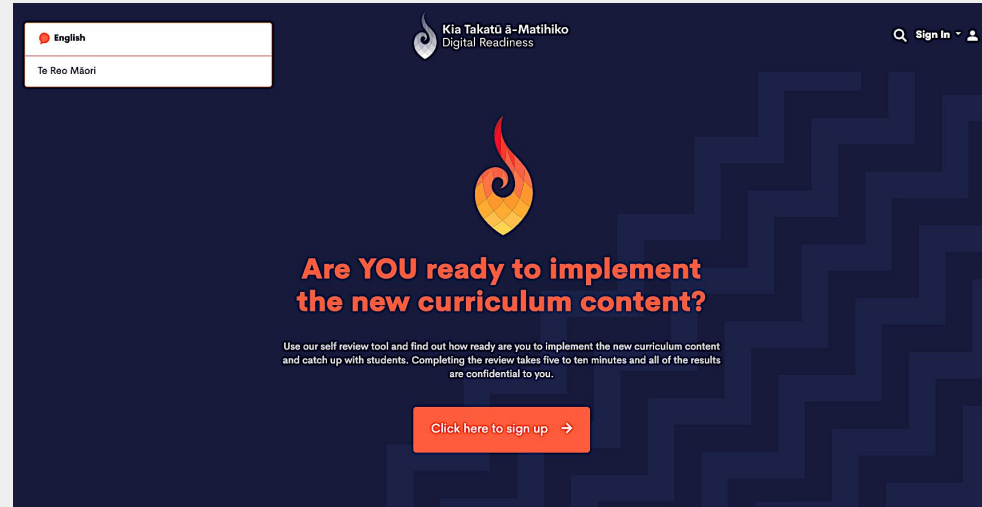 English
Te Reo Māori
Kia Takatū ā-Matihiko
Digital Readiness
Sign In
Are YOU ready to implement
the new curriculum content?
Use our self review tool and find out how ready are you to implement the new curriculum content
and catch up with students. Completing the review takes five to ten minutes and all of the results
are confidential to you.
Click here to sign up